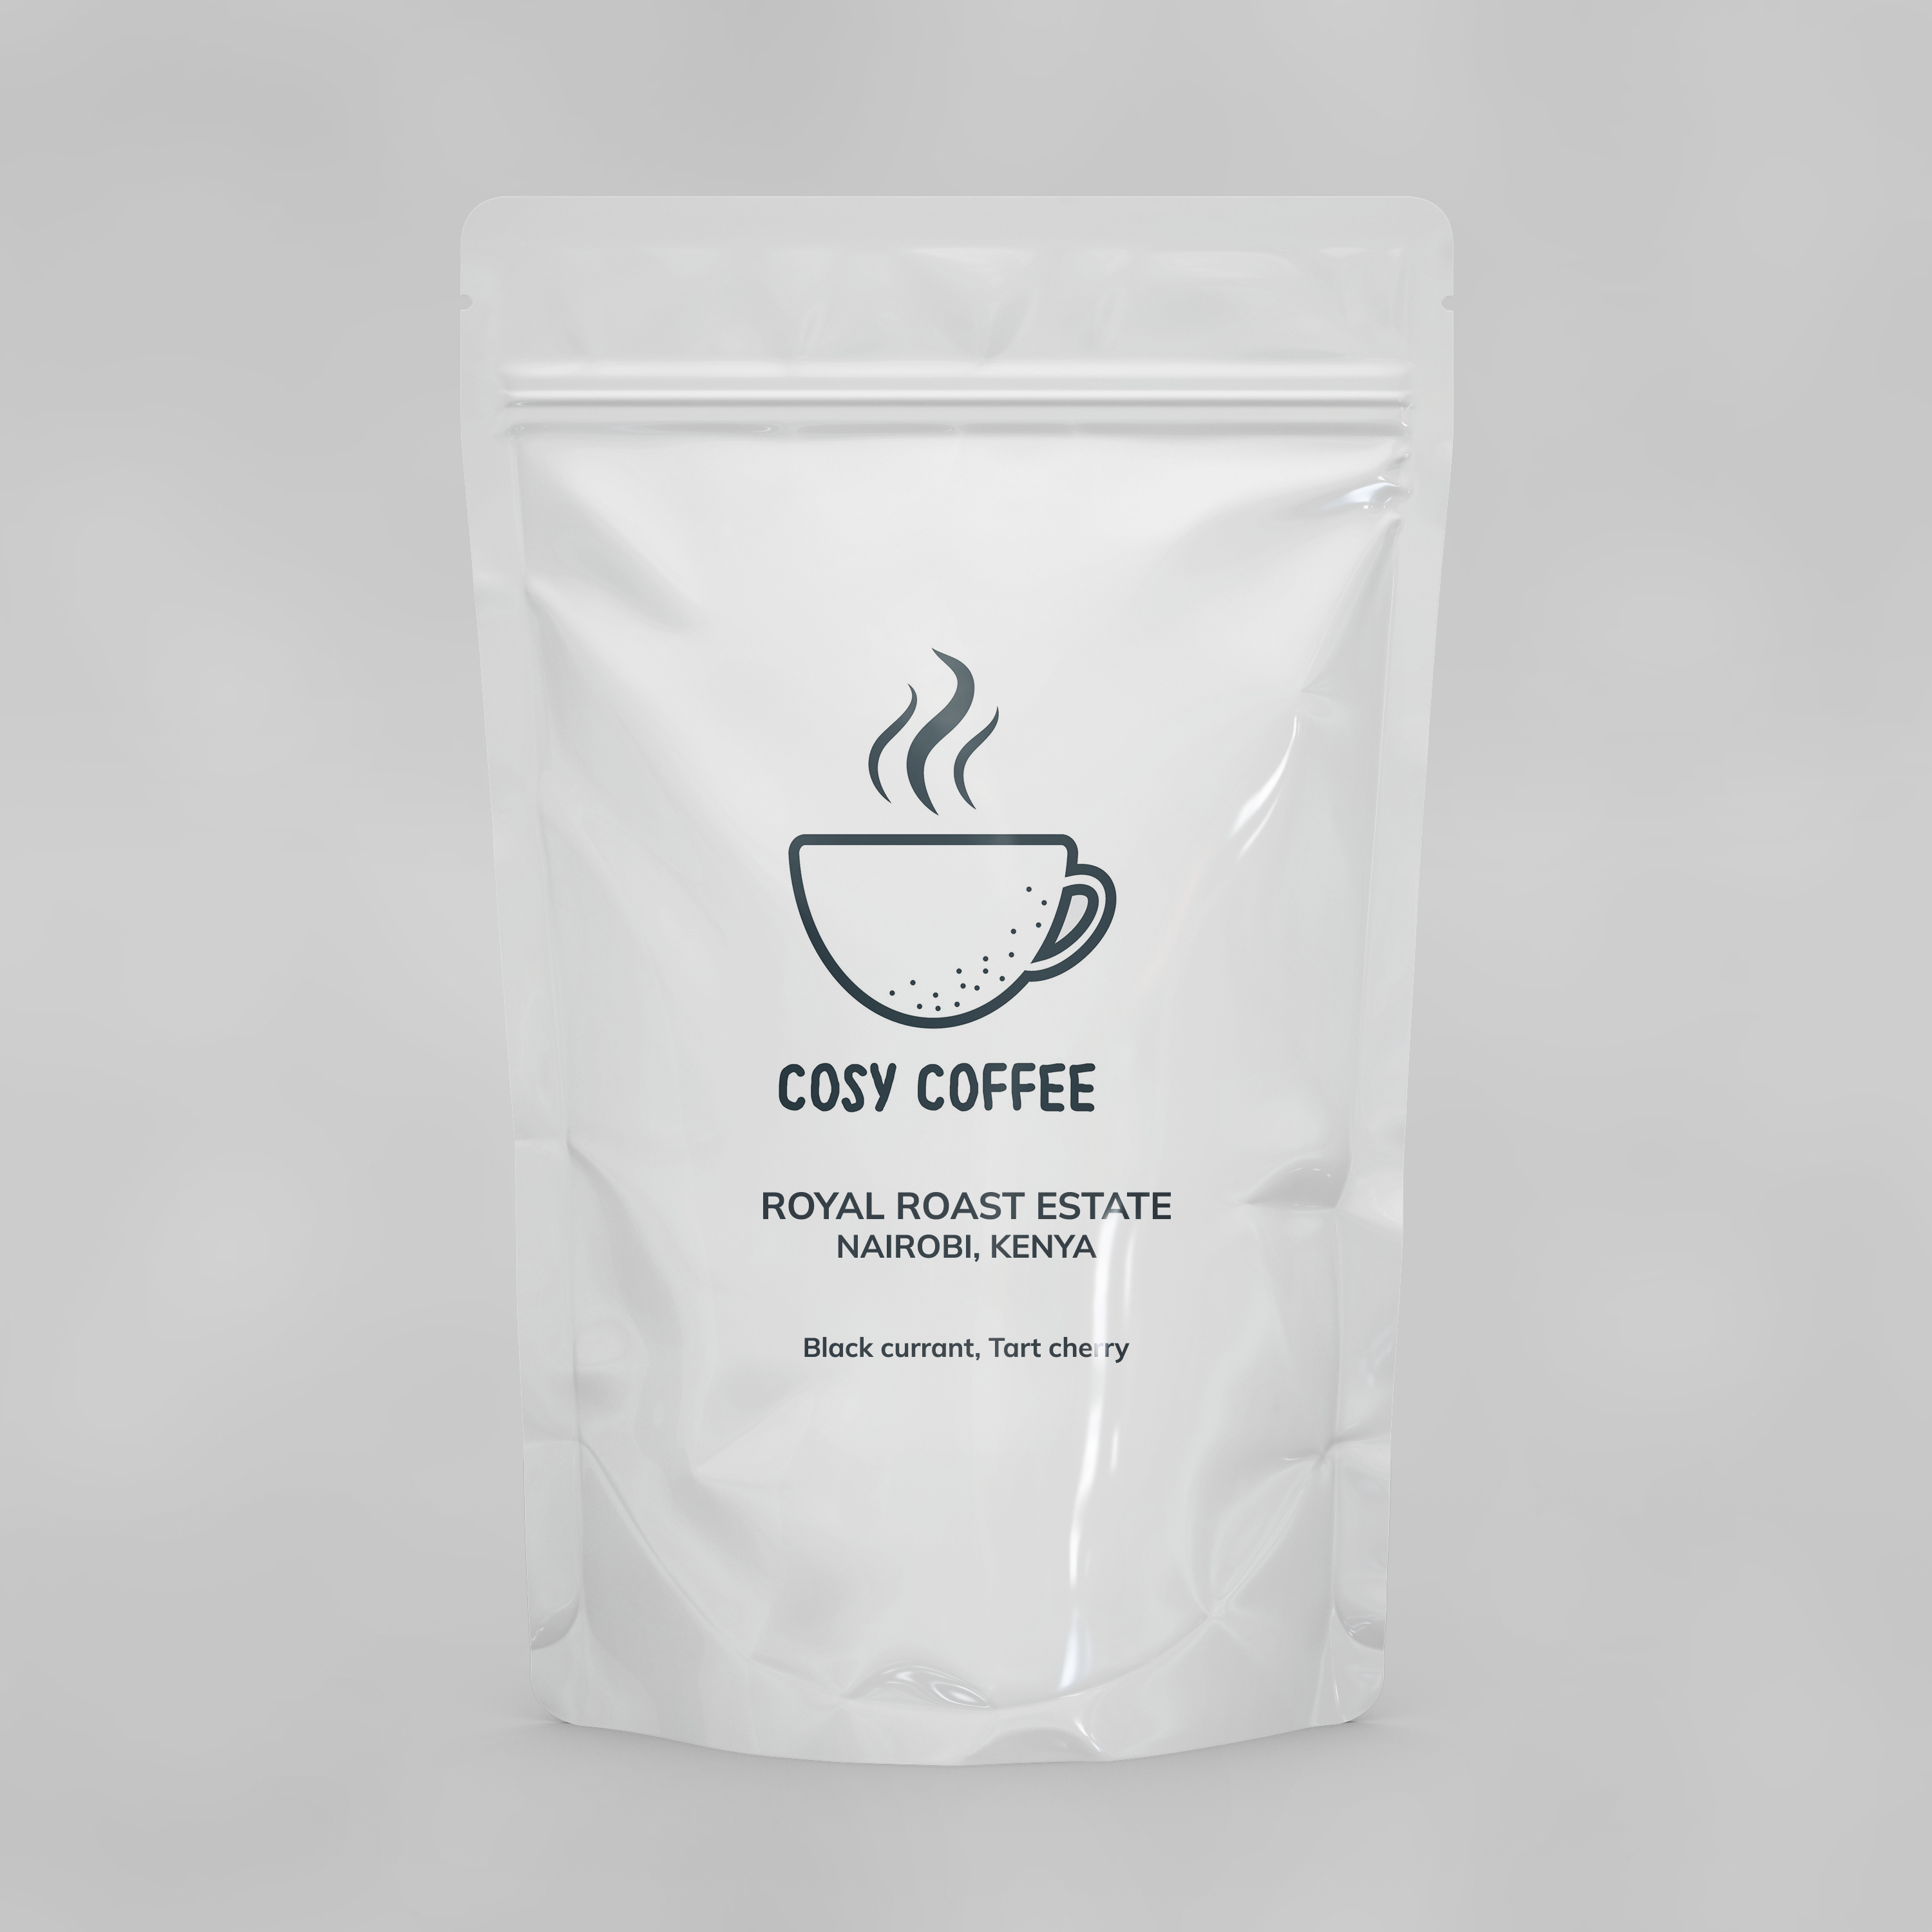 COSY COFFEE
ROYAL ROAST ESTATE
NAIROBI, KENYA
Black currant, Tart cherry